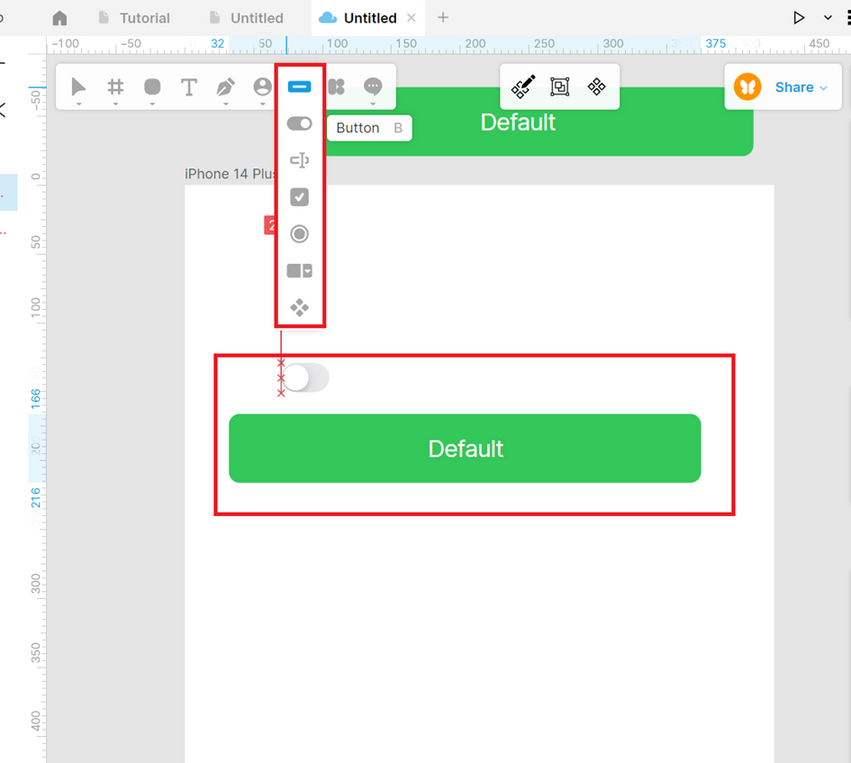 Tutorial
Untitled
Untitled
-100 -50 32 50 100 150 200 250 300 375 450
T
Share
Default
Button B
iPhone 14 Plus
2
-50
0
50
100
166
20
216
300
350
400
Default